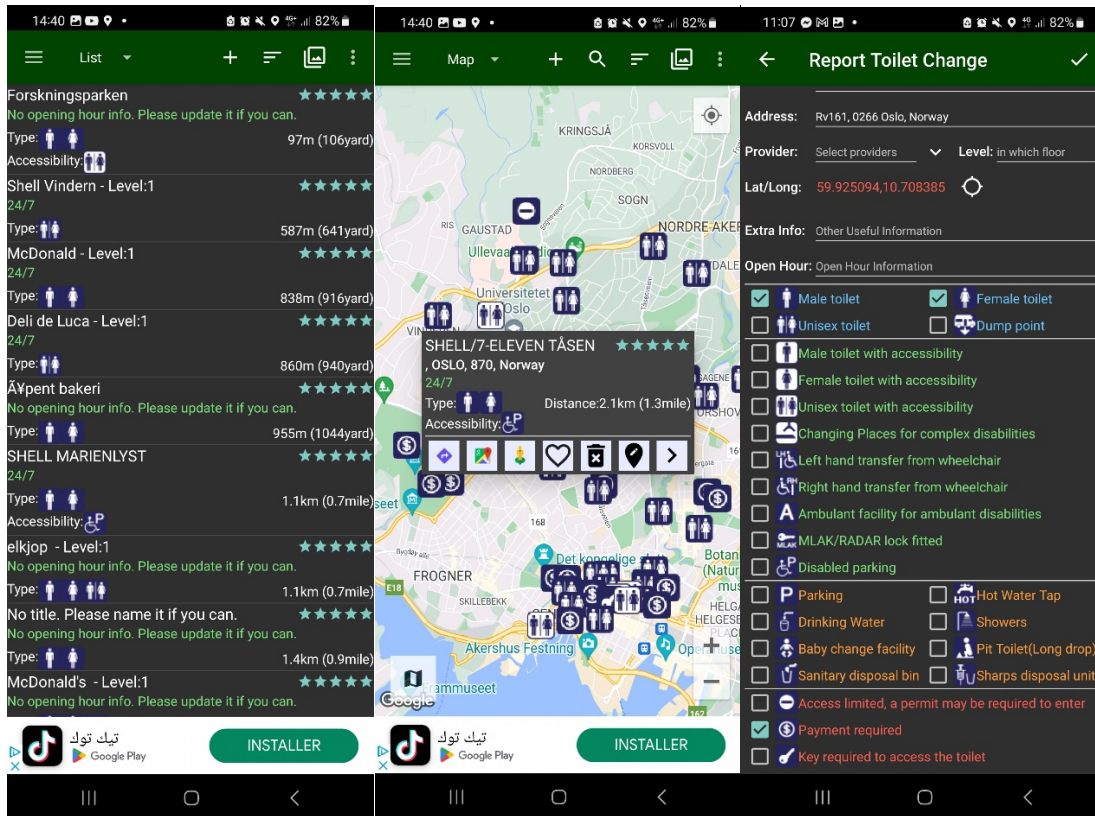 14:40
82%
List
Forskningsparken
No opening hour info. Please update it if you can.
Type:
97m (106yard)
Accessibility:
Shell Vindern - Level:1
24/7
Type:
587m (641yard)
McDonald - Level:1
24/7
Type:
838m (916yard)
Deli de Luca - Level:1
24/7
Type:
860m (940yard)
Ã¥pent bakeri
No opening hour info. Please update it if you can.
Type:
955m (1044yard)
SHELL MARIENLYST
24/7
Type:
1.1km (0.7mile)
Accessibility:
elkjop - Level:1
No opening hour info. Please update it if you can.
Type:
1.1km (0.7mile)
No title. Please name it if you can.
No opening hour info. Please update it if you can.
Type:
1.4km (0.9mile)
McDonald's - Level:1
No opening hour info. Please update it if you can.
تيك توك
Google Play
INSTALLER
14:40
4G+ 82%
Map
KRINGSJÅ
KORSVOLL
NORDBERG
SOGN
RIS
GAUSTAD
NORDRE AKER
Ullevaal
Universitetet
Oslo
SHELL/7-ELEVEN TÅSEN
, OSLO, 870, Norway
24/7
Type:
Distance:2.1km (1.3mile)
Accessibility:
168
Bygdøy alle
Det kongelige
FROGNER
E18
SKILLEBEKK
Akershus Festning
Google
162
تيك توك
Google Play
INSTALLER
11:07
4G+ 82%
Report Toilet Change
Address: Rv161, 0266 Oslo, Norway
Provider: Select providers
Level: in which floor
Lat/Long: 59.925094,10.708385
Extra Info: Other Useful Information
Open Hour: Open Hour Information
Male toilet
Female toilet
Unisex toilet
Dump point
Male toilet with accessibility
Female toilet with accessibility
Unisex toilet with accessibility
Changing Places for complex disabilities
LH Left hand transfer from wheelchair
RH Right hand transfer from wheelchair
A Ambulant facility for ambulant disabilities
MLAK MLAK/RADAR lock fitted
P Disabled parking
P Parking
HOT Hot Water Tap
Drinking Water
Showers
Baby change facility
Pit Toilet(Long drop)
Sanitary disposal bin
Sharps disposal unit
Access limited, a permit may be required to enter
Payment required
Key required to access the toilet